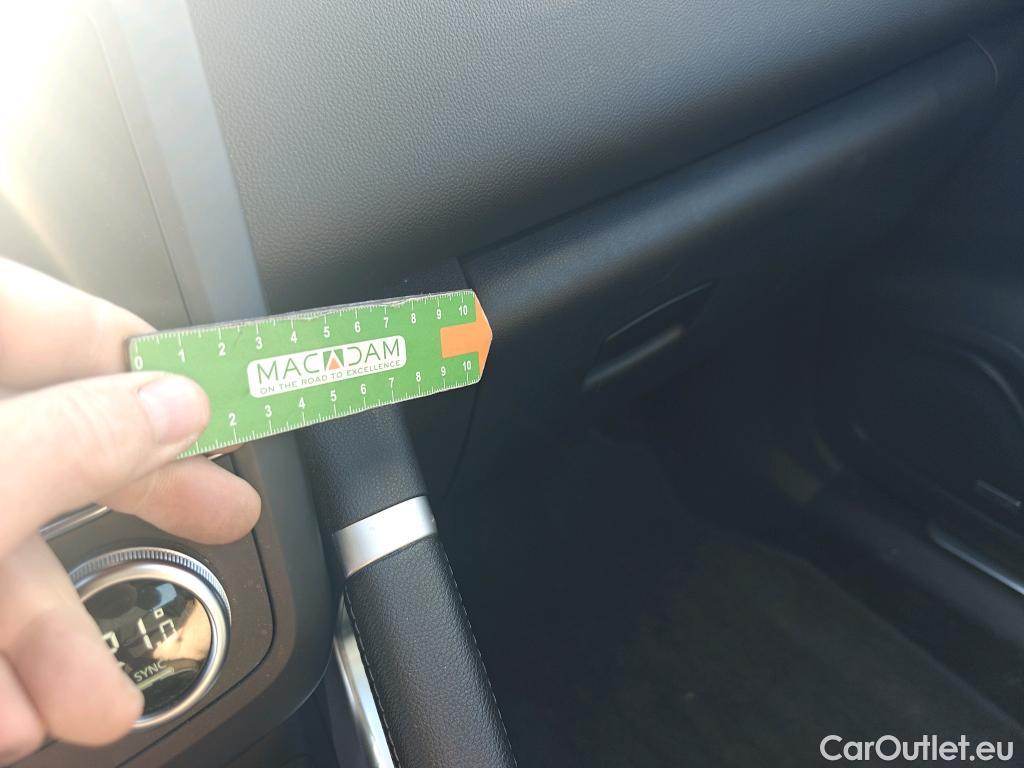 0 1 2 3 4 5 6 7 8 9 10
MACADAM
ON THE ROAD TO EXCELLENCE
2 3 4 5 6 7 8 9 10
SYNC
CarOutlet.eu